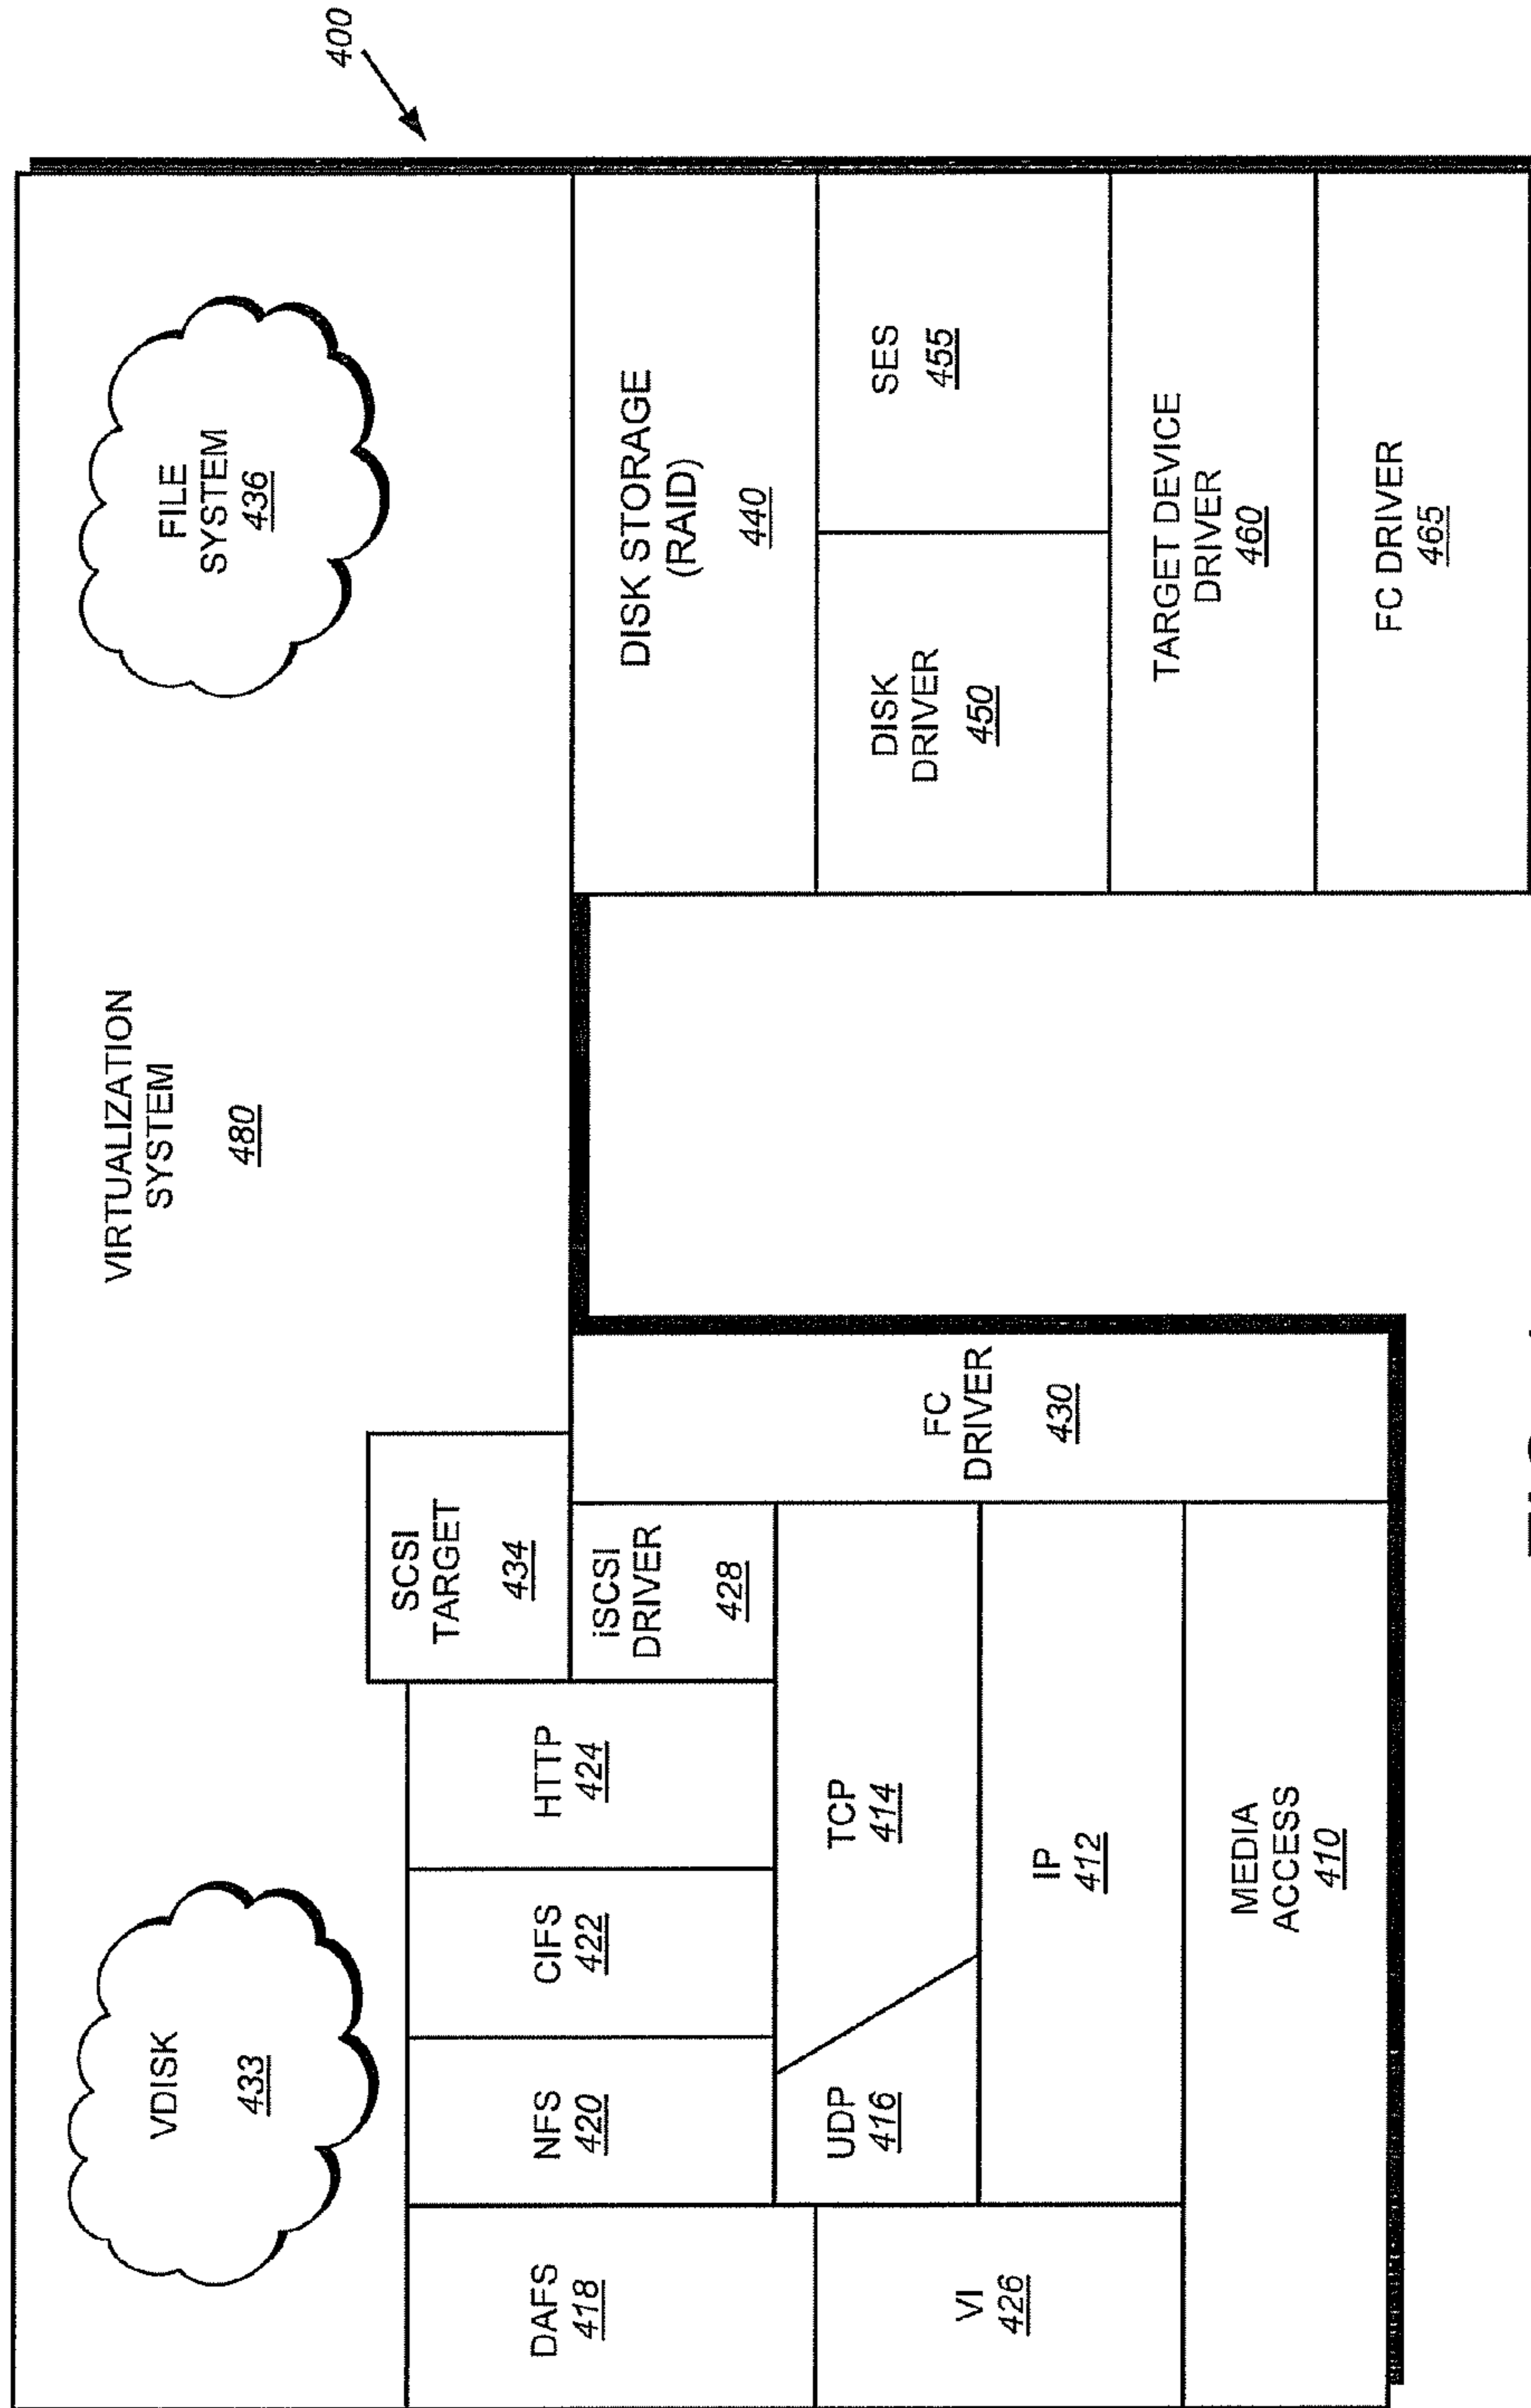 400
VIRTUALIZATION
SYSTEM
480
VDISK
433
FILE
SYSTEM
436
SCSI
TARGET
434
DAFS
418
NFS
420
CIFS
422
HTTP
424
iSCSI
DRIVER
428
FC
DRIVER
430
VI
426
UDP
416
TCP
414
IP
412
MEDIA
ACCESS
410
DISK STORAGE
(RAID)
440
DISK
DRIVER
450
SES
455
TARGET DEVICE
DRIVER
460
FC DRIVER
465